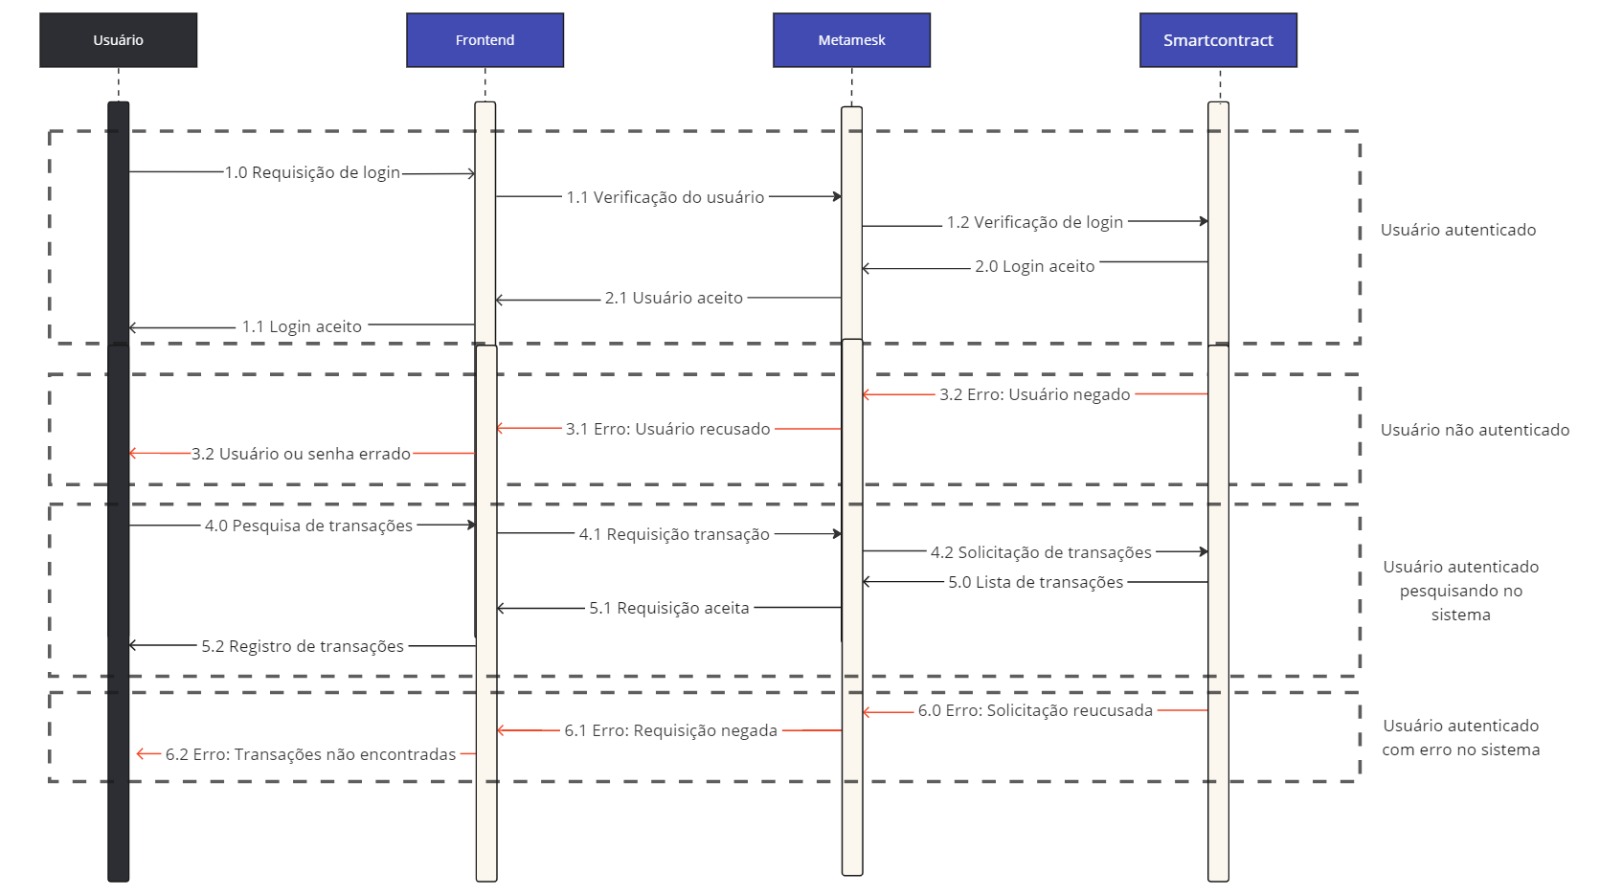 Usuário
Frontend
Metamesk
Smartcontract
1.0 Requisição de login
1.1 Verificação do usuário
1.2 Verificação de login
Usuário autenticado
2.0 Login aceito
2.1 Usuário aceito
1.1 Login aceito
3.2 Erro: Usuário negado
3.1 Erro: Usuário recusado
Usuário não autenticado
3.2 Usuário ou senha errado
4.0 Pesquisa de transações
4.1 Requisição transação
4.2 Solicitação de transações
5.0 Lista de transações
5.1 Requisição aceita
5.2 Registro de transações
Usuário autenticado
pesquisando no
sistema
6.0 Erro: Solicitação reucusada
6.1 Erro: Requisição negada
6.2 Erro: Transações não encontradas
Usuário autenticado
com erro no sistema